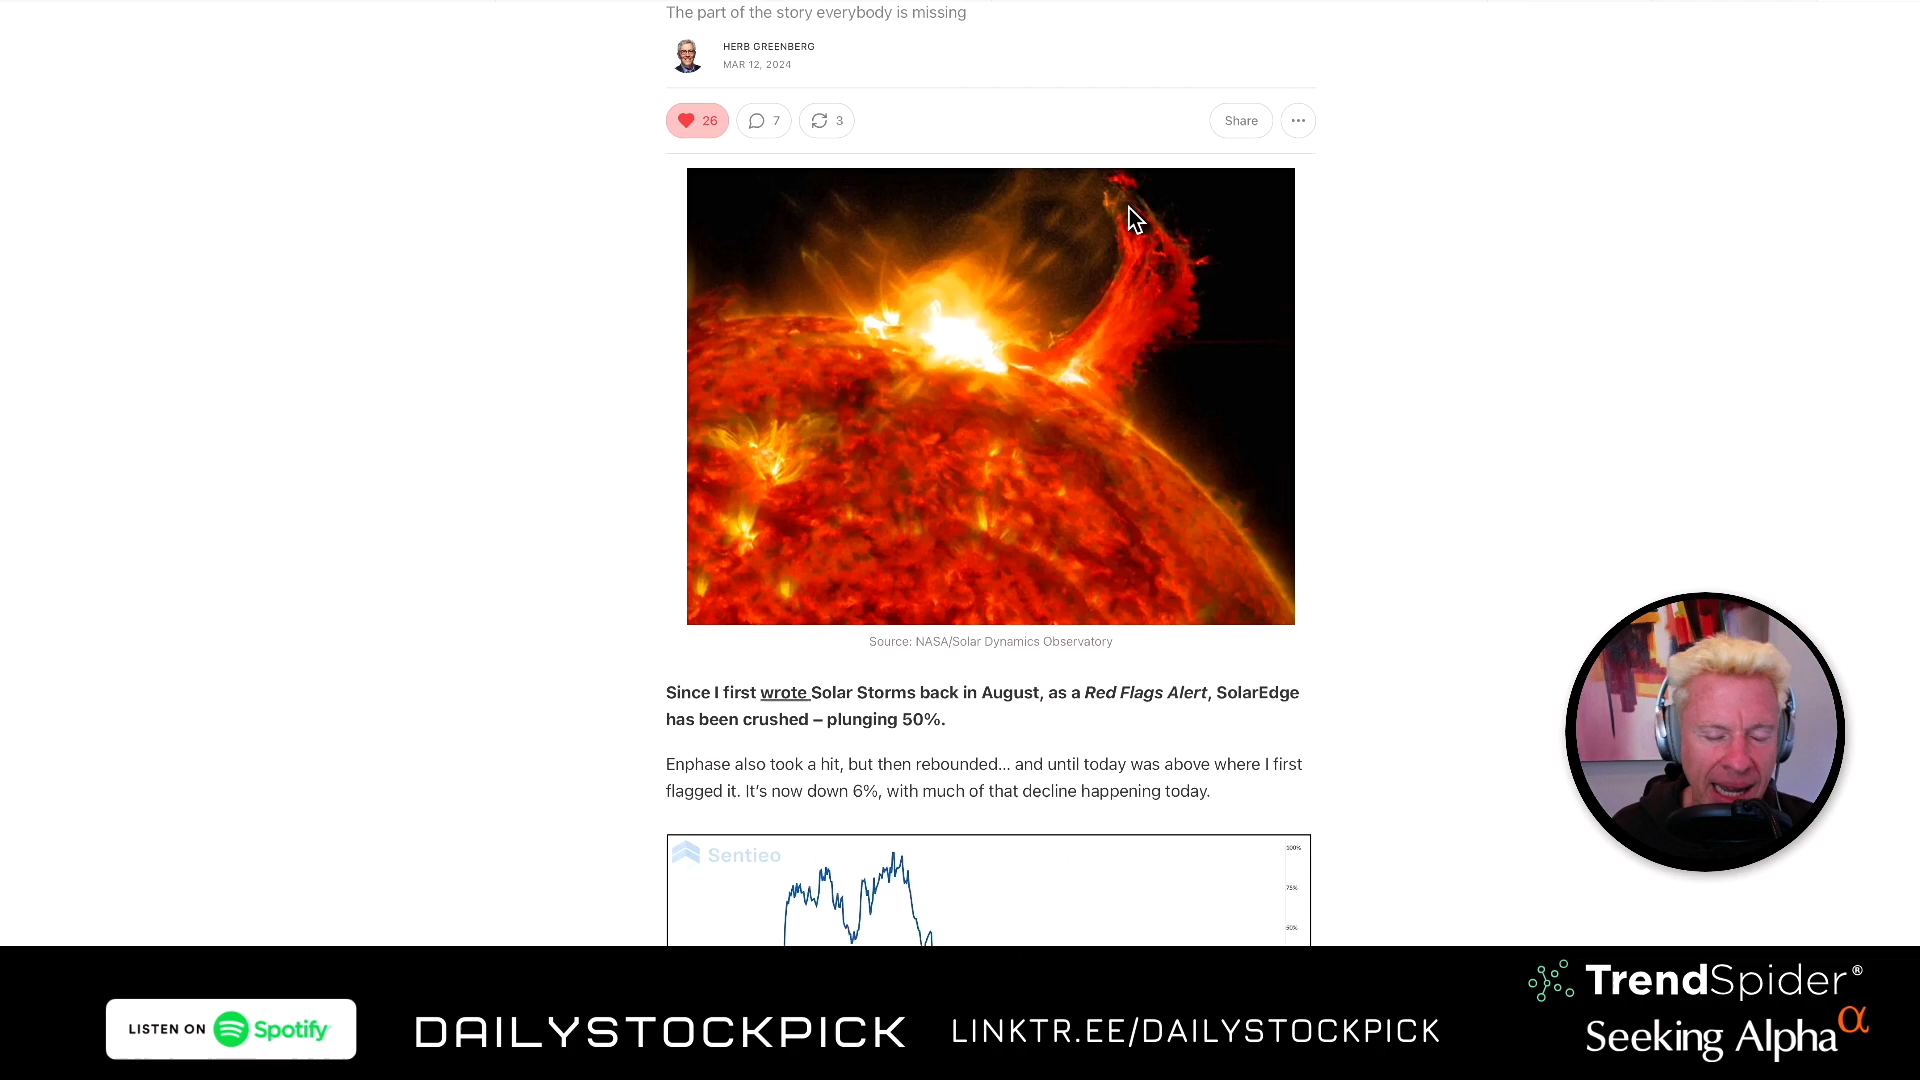 The part of the story everybody is missing
HERB GREENBERG
MAR 12, 2024
26
7
3
Share
Source: NASA/Solar Dynamics Observatory
Since I first wrote Solar Storms back in August, as a Red Flags Alert, SolarEdge
has been crushed – plunging 50%.
Enphase also took a hit, but then rebounded... and until today was above where I first
flagged it. It's now down 6%, with much of that decline happening today.
Sentieo
100%
75%
50%
LISTEN ON Spotify
DAILYSTOCKPICK
LINKTR.EE/DAILYSTOCKPICK
TrendSpider®
Seeking Alpha α